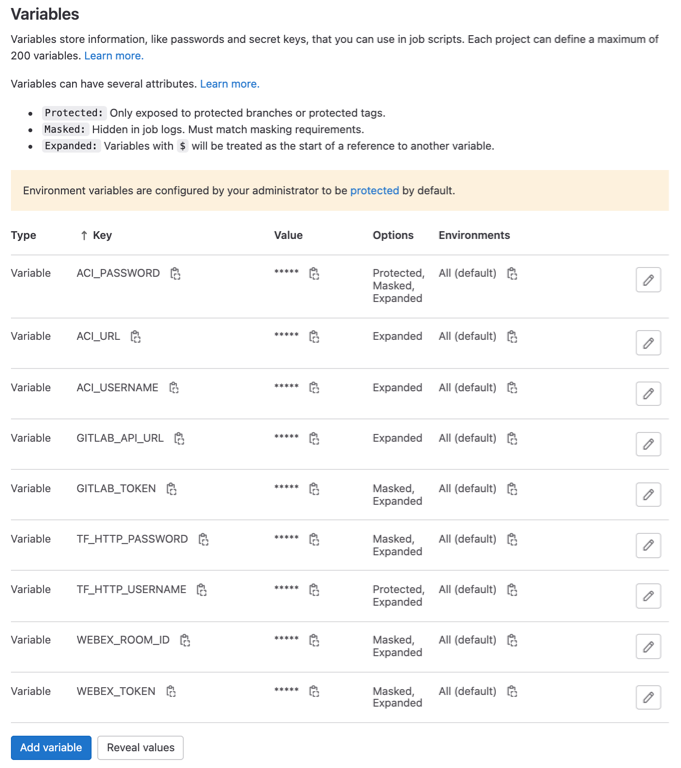 Variables
Variables store information, like passwords and secret keys, that you can use in job scripts. Each project can define a maximum of
200 variables. Learn more.
Variables can have several attributes. Learn more.
• Protected: Only exposed to protected branches or protected tags.
• Masked: Hidden in job logs. Must match masking requirements.
• Expanded: Variables with $ will be treated as the start of a reference to another variable.
Environment variables are configured by your administrator to be protected by default.
Type ↑ Key Value Options Environments
Variable ACI_PASSWORD ***** Protected, All (default)
Masked,
Expanded
Variable ACI_URL ***** Expanded All (default)
Variable ACI_USERNAME ***** Expanded All (default)
Variable GITLAB_API_URL ***** Expanded All (default)
Variable GITLAB_TOKEN ***** Masked, All (default)
Expanded
Variable TF_HTTP_PASSWORD ***** Masked, All (default)
Expanded
Variable TF_HTTP_USERNAME ***** Protected, All (default)
Expanded
Variable WEBEX_ROOM_ID ***** Masked, All (default)
Expanded
Variable WEBEX_TOKEN ***** Masked, All (default)
Expanded
Add variable Reveal values